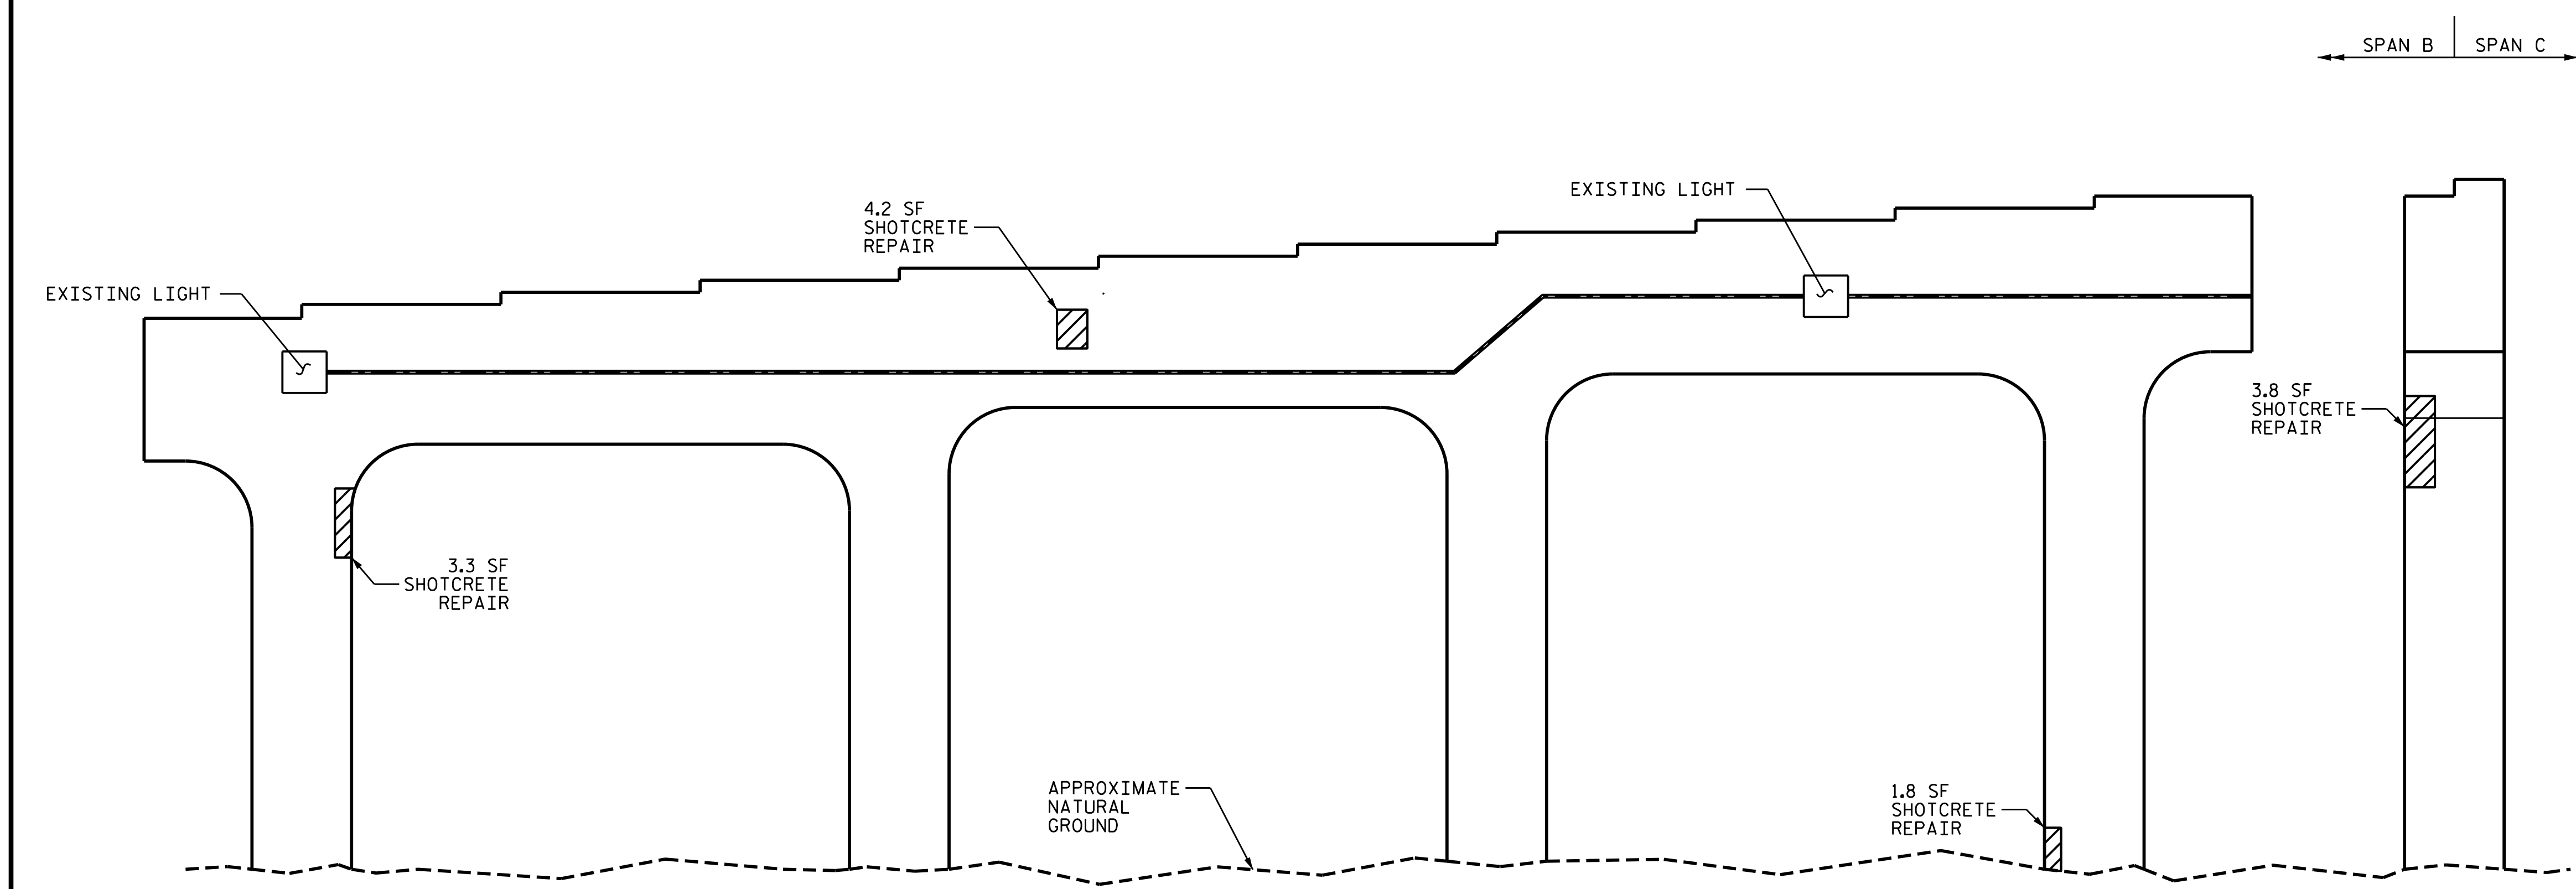 SPAN B
SPAN C
EXISTING LIGHT
4.2 SF
SHOTCRETE
REPAIR
EXISTING LIGHT
3.8 SF
SHOTCRETE
REPAIR
3.3 SF
SHOTCRETE
REPAIR
APPROXIMATE
NATURAL
GROUND
1.8 SF
SHOTCRETE
REPAIR